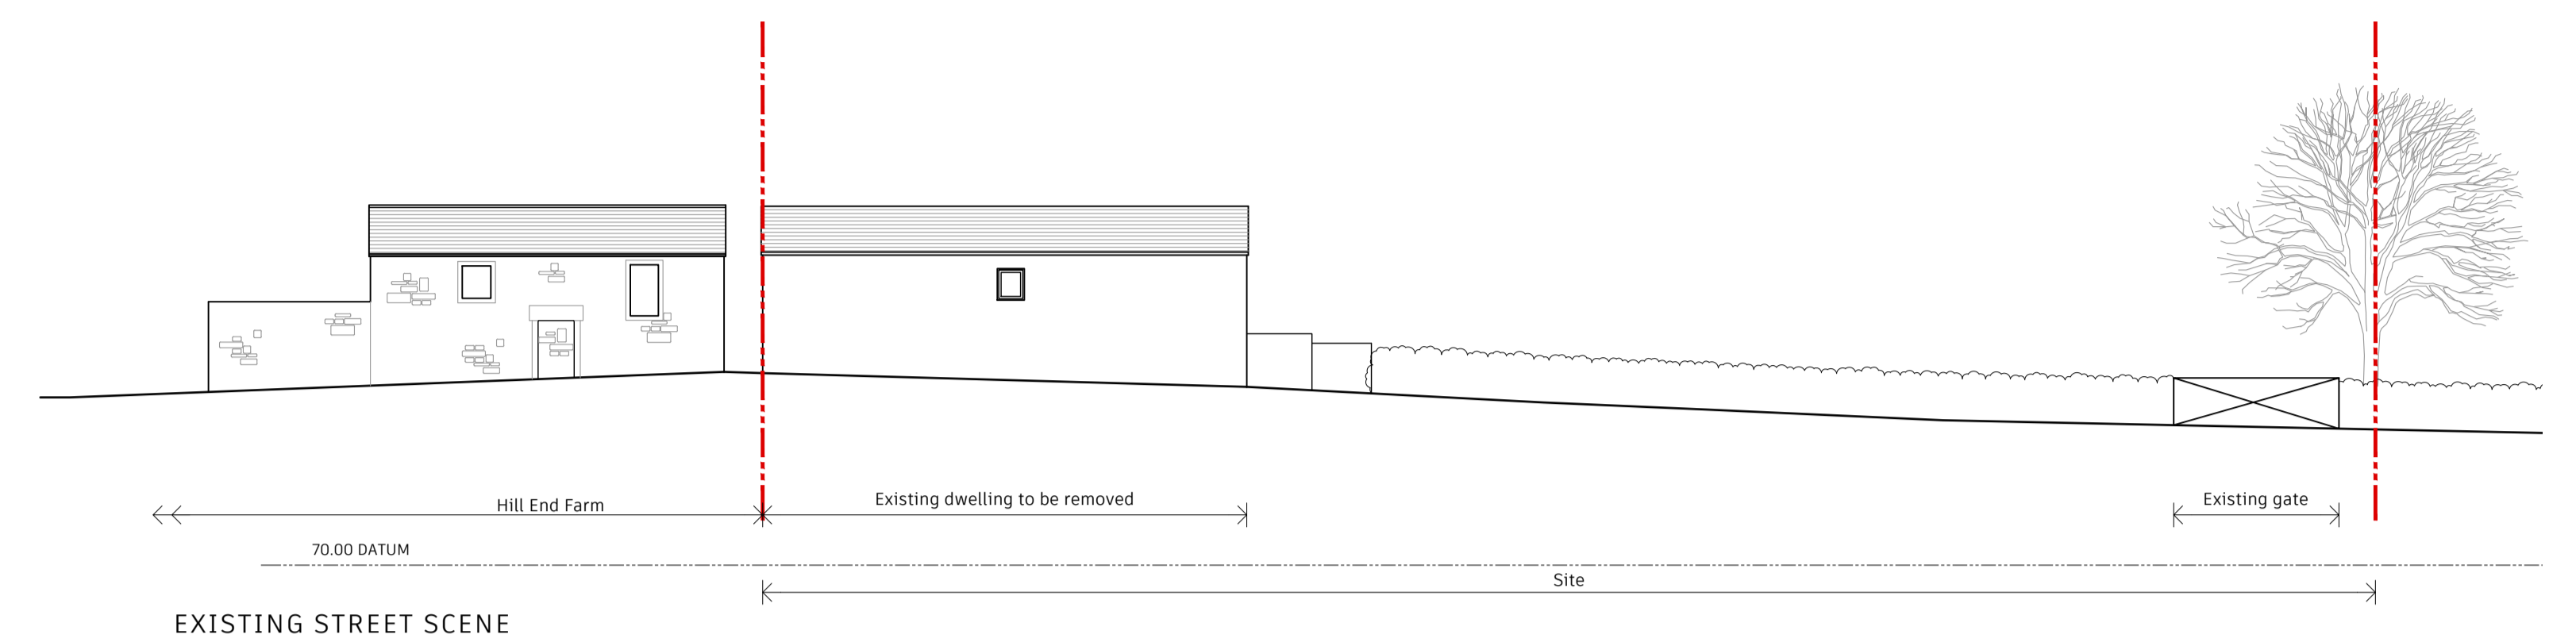 Hill End Farm
Existing dwelling to be removed
Existing gate
70.00 DATUM
Site
EXISTING STREET SCENE